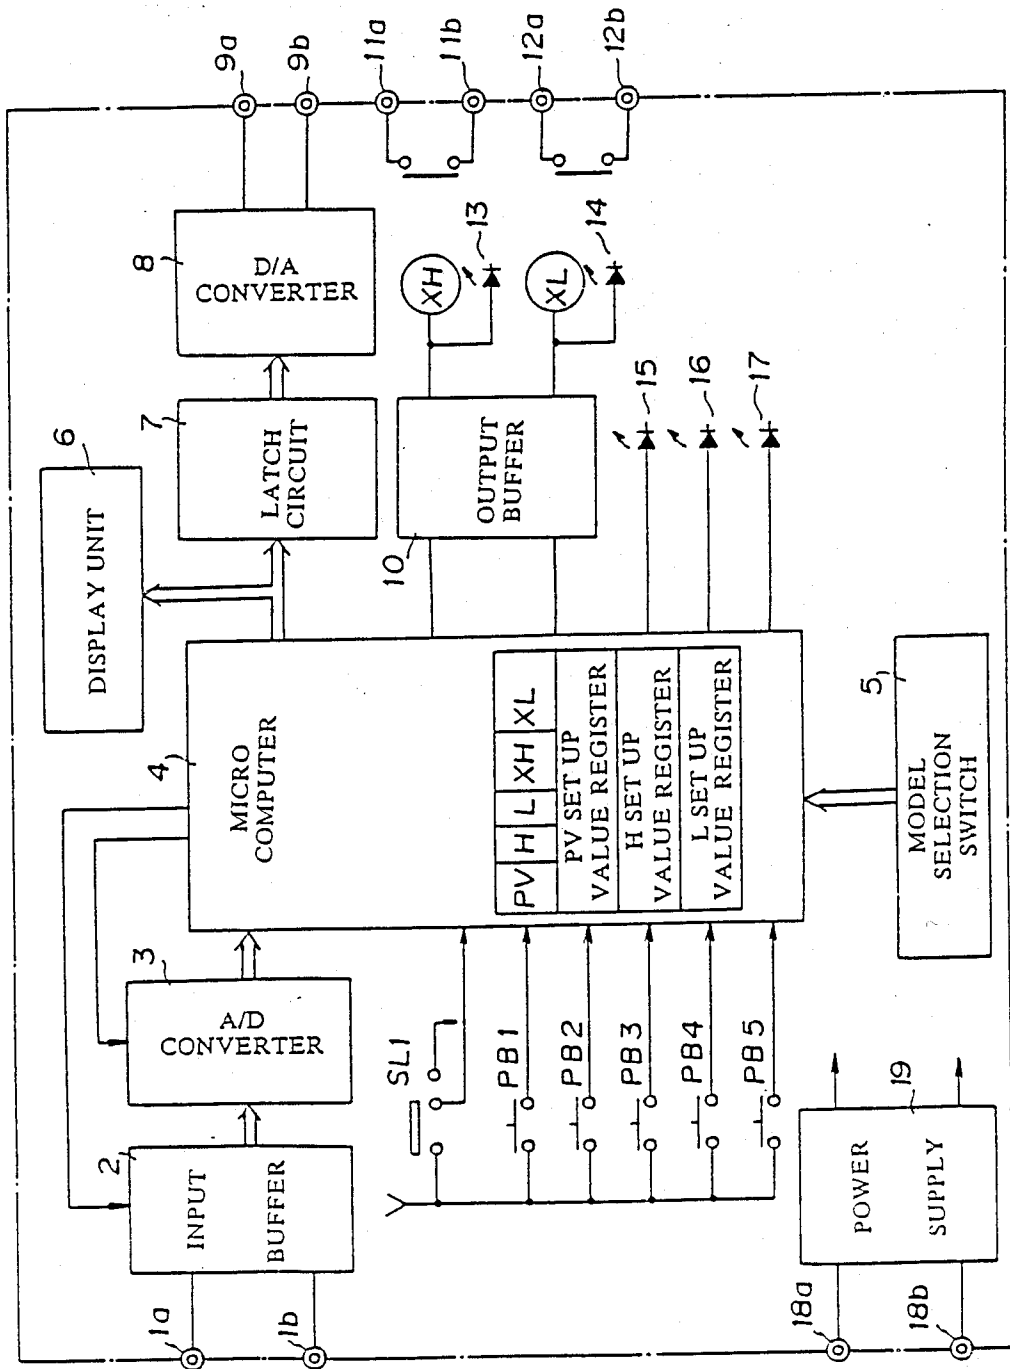 1a
1b
2
INPUT
BUFFER
3
A/D
CONVERTER
4
MICRO
COMPUTER
PV H L XH XL
PV SET UP
VALUE REGISTER
H SET UP
VALUE REGISTER
L SET UP
VALUE REGISTER
6
DISPLAY UNIT
7
LATCH
CIRCUIT
8
D/A
CONVERTER
9a
9b
11a
11b
12a
12b
10
OUTPUT
BUFFER
XH
13
XL
14
15
16
17
SL1
PB1
PB2
PB3
PB4
PB5
5
MODEL
SELECTION
SWITCH
18a
18b
19
POWER
SUPPLY